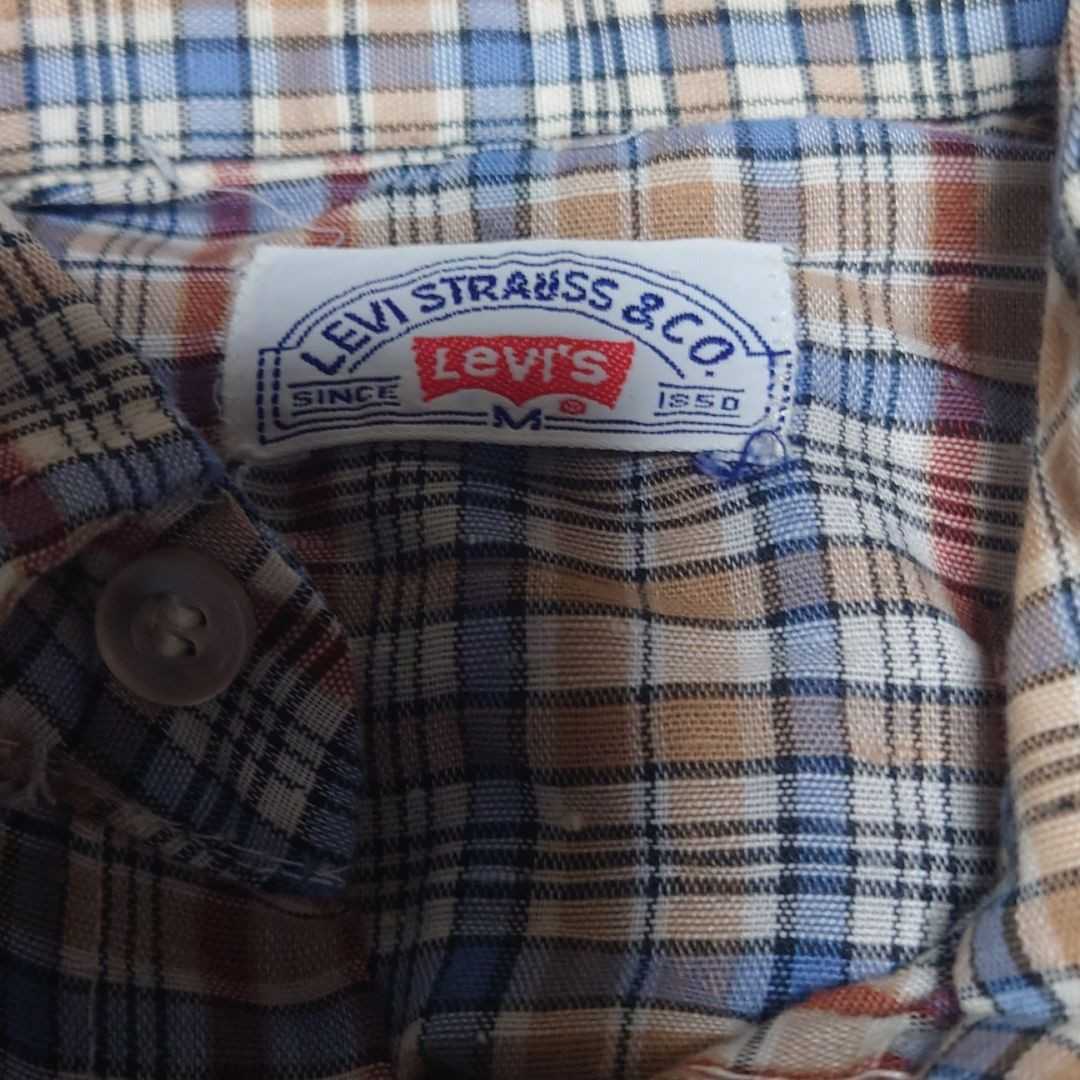 LEVI STRAUSS & CO.
LEVI'S
SINCE 1850
M ®